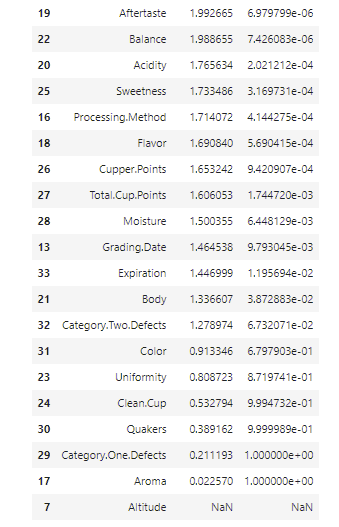 19 Aftertaste 1.992665 6.979799e-06
22 Balance 1.988655 7.426083e-06
20 Acidity 1.765634 2.021212e-04
25 Sweetness 1.733486 3.169731e-04
16 Processing.Method 1.714072 4.144275e-04
18 Flavor 1.690840 5.690415e-04
26 Cupper.Points 1.653242 9.420907e-04
27 Total.Cup.Points 1.606053 1.744720e-03
28 Moisture 1.500355 6.448129e-03
13 Grading.Date 1.464538 9.793045e-03
33 Expiration 1.446999 1.195694e-02
21 Body 1.336607 3.872883e-02
32 Category.Two.Defects 1.278974 6.732071e-02
31 Color 0.913346 6.797903e-01
23 Uniformity 0.808723 8.719741e-01
24 Clean.Cup 0.532794 9.994732e-01
30 Quakers 0.389162 9.999989e-01
29 Category.One.Defects 0.211193 1.000000e+00
17 Aroma 0.022570 1.000000e+00
7 Altitude NaN NaN